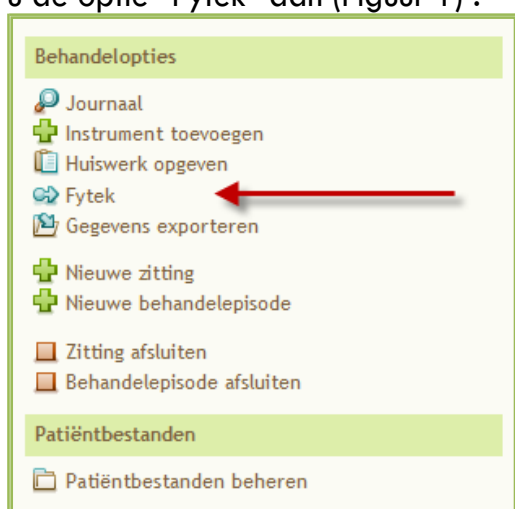 u de optie "Fytek" aan (Figuur 1) :
Behandelopties
Journaal
Instrument toevoegen
Huiswerk opgeven
Fytek
Gegevens exporteren
Nieuwe zitting
Nieuwe behandelepisode
Zitting afsluiten
Behandelepisode afsluiten
Patiëntbestanden
Patiëntbestanden beheren